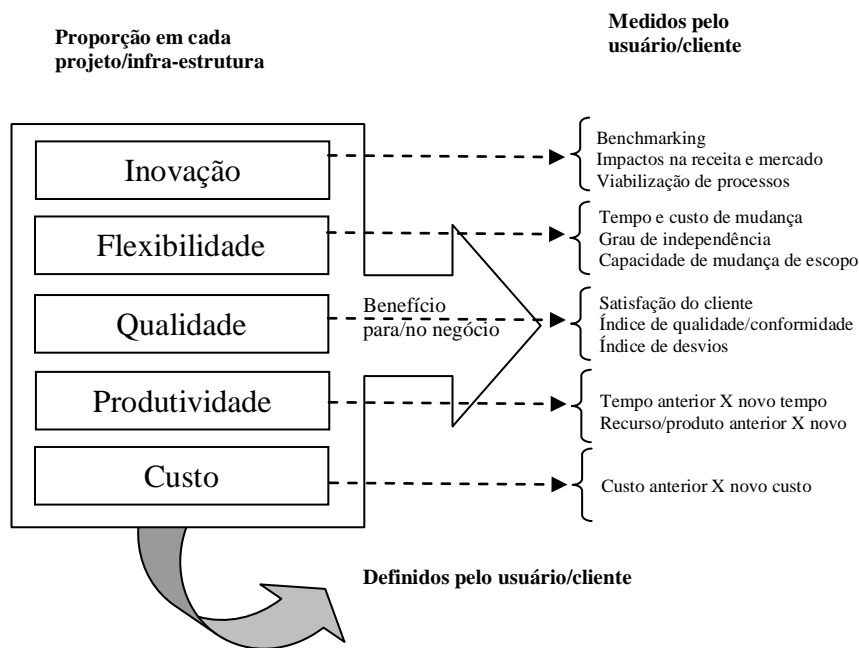 Proporção em cada
projeto/infra-estrutura
Medidos pelo
usuário/cliente
Inovação
Benchmarking
Impactos na receita e mercado
Viabilização de processos
Flexibilidade
Tempo e custo de mudança
Grau de independência
Capacidade de mudança de escopo
Qualidade
Benefício
para/no negócio
Satisfação do cliente
Índice de qualidade/conformidade
Índice de desvios
Produtividade
Tempo anterior X novo tempo
Recurso/produto anterior X novo
Custo
Custo anterior X novo custo
Definidos pelo usuário/cliente